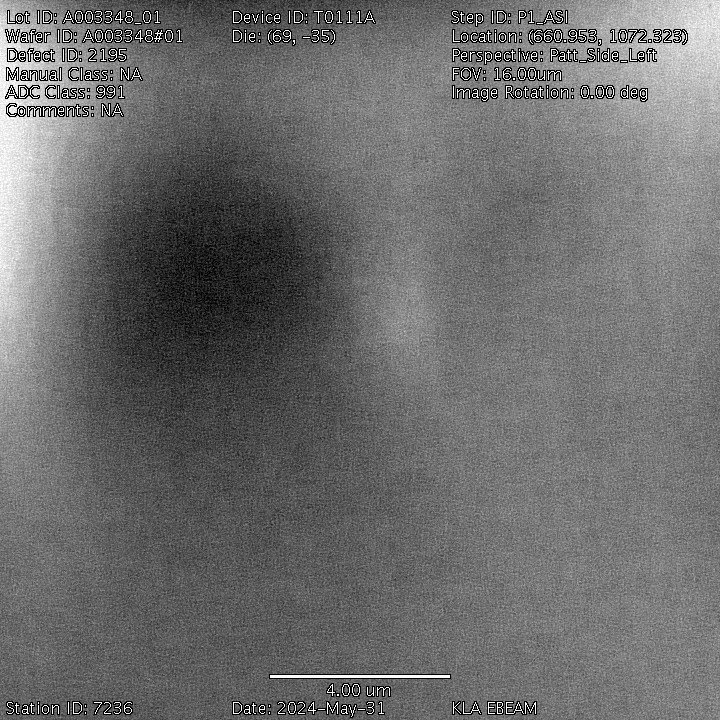 Lot ID: A003348_01 Device ID: T0111A Step ID: P1_ASI
Wafer ID: A003348#01 Die: (69, -35) Location: (660.953, 1072.323)
Defect ID: 2195 Perspective: Patt_Side_Left
Manual Class: NA FOV: 16.00um
ADC Class: 991 Image Rotation: 0.00 deg
Comments: NA
4.00 um
Station ID: 7236 Date: 2024-May-31 KLA EBEAM